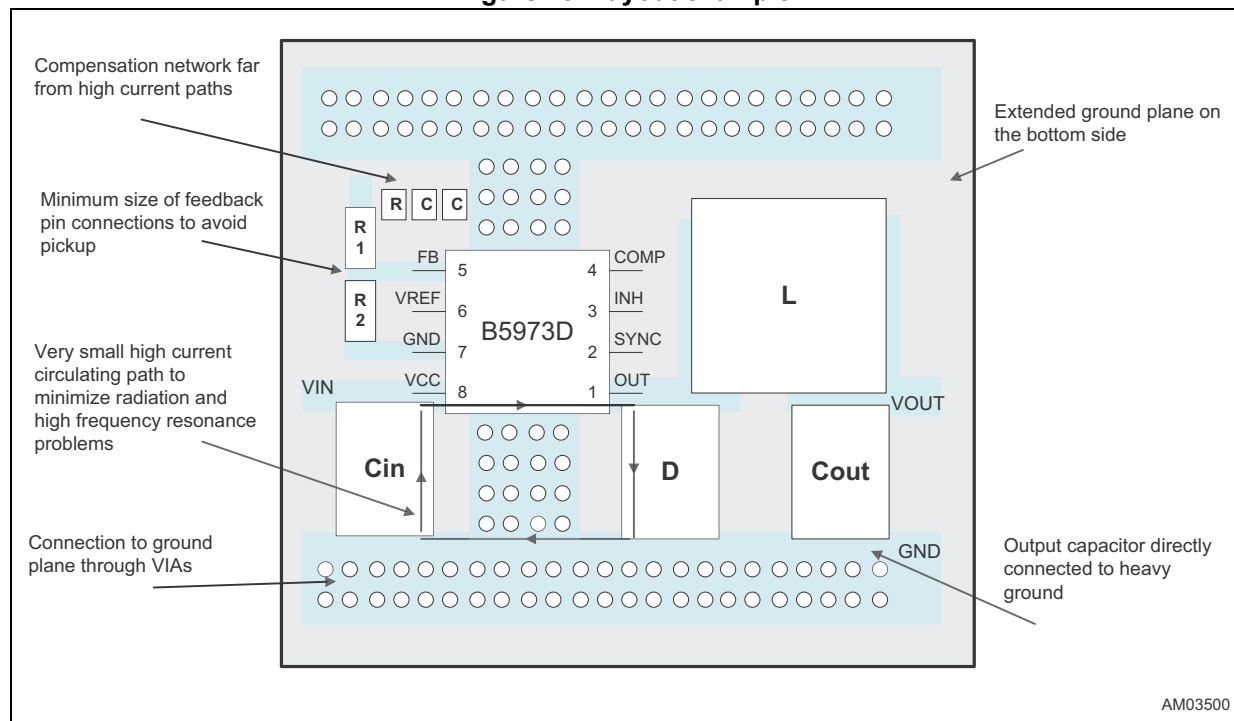 Compensation network far
from high current paths
Extended ground plane on
the bottom side
Minimum size of feedback
pin connections to avoid
pickup
R C C
R
1
R
2
L
FB
5
4
COMP
VREF
6
3
INH
B5973D
GND
7
2
SYNC
VCC
8
1
OUT
VIN
VOUT
Very small high current
circulating path to
minimize radiation and
high frequency resonance
problems
Cin
D
Cout
GND
Connection to ground
plane through VIAs
Output capacitor directly
connected to heavy
ground
AM03500